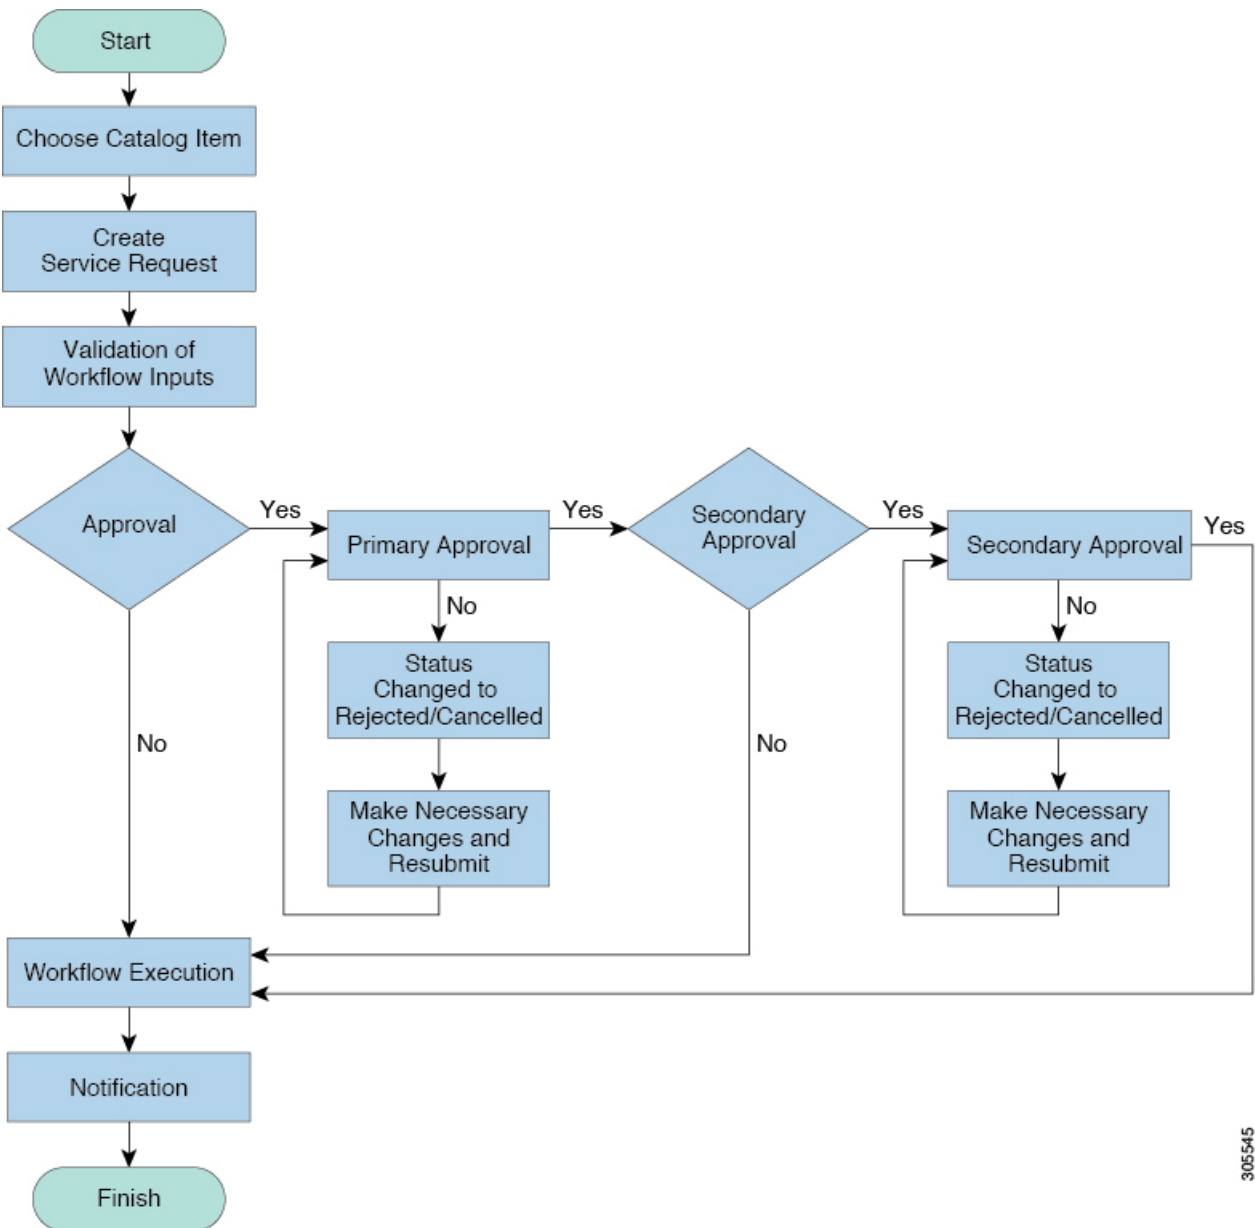 Start
Choose Catalog Item
Create
Service Request
Validation of
Workflow Inputs
Approval
Yes
Primary Approval
Yes
Secondary
Approval
Yes
Secondary Approval
Yes
No
Status
Changed to
Rejected/Cancelled
No
Status
Changed to
Rejected/Cancelled
No
No
Make Necessary
Changes and
Resubmit
Make Necessary
Changes and
Resubmit
Workflow Execution
Notification
Finish
305545